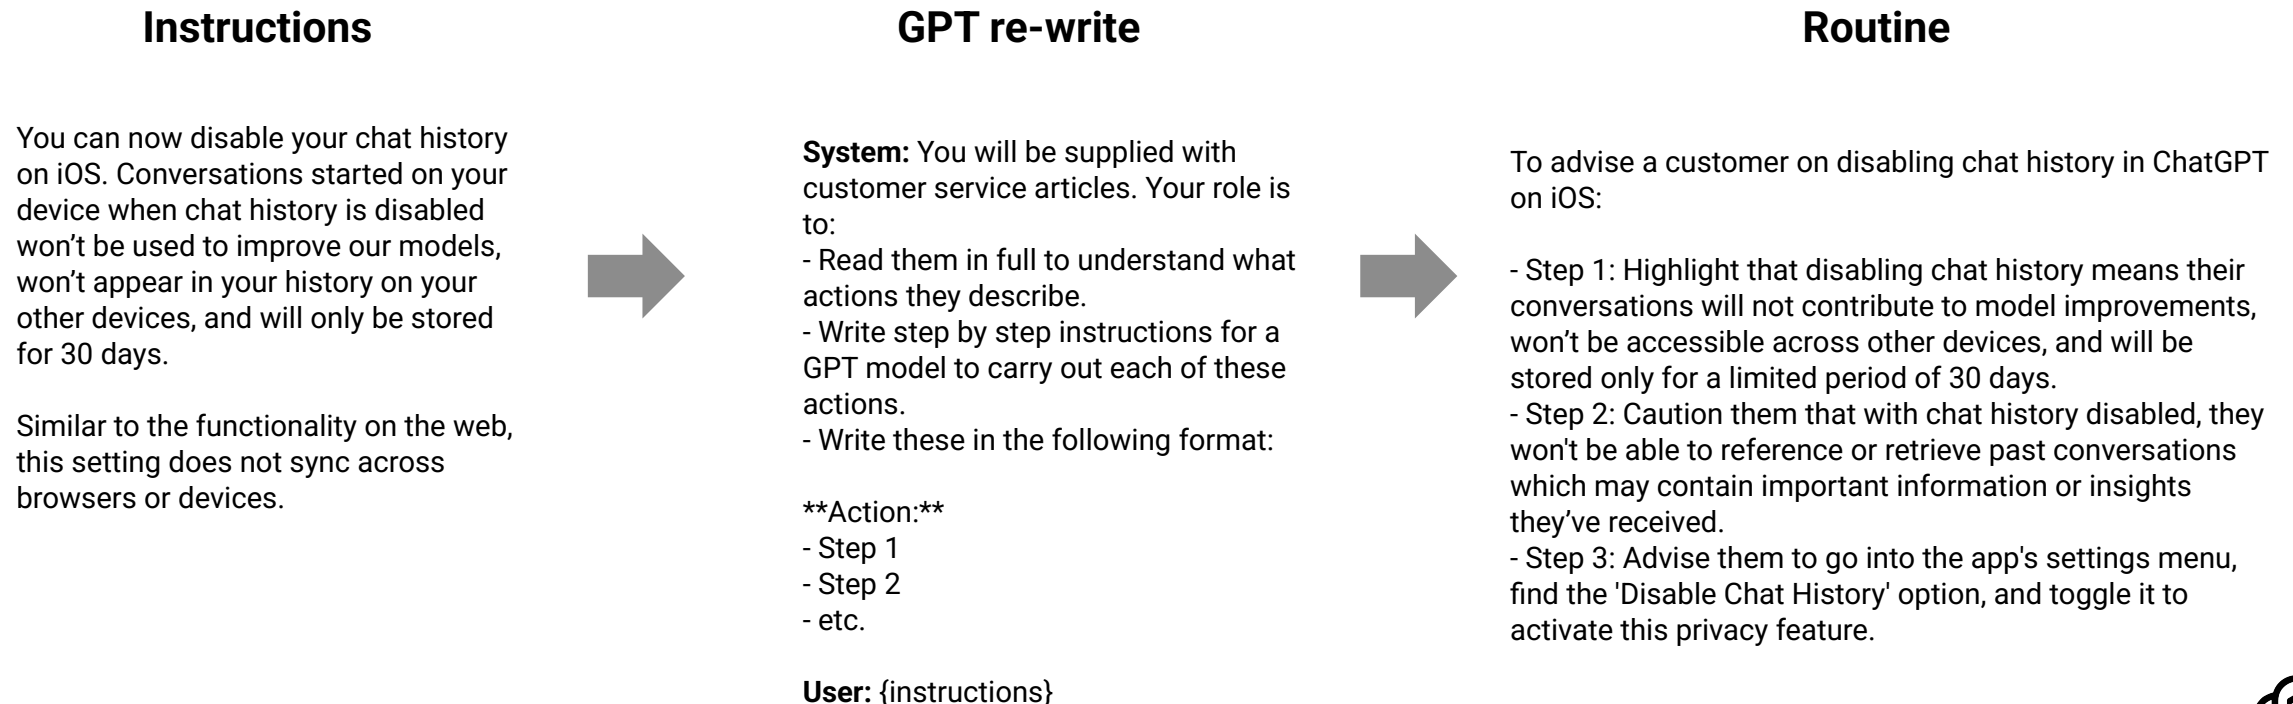 Instructions
You can now disable your chat history
on iOS. Conversations started on your
device when chat history is disabled
won’t be used to improve our models,
won’t appear in your history on your
other devices, and will only be stored
for 30 days.
Similar to the functionality on the web,
this setting does not sync across
browsers or devices.
GPT re-write
System: You will be supplied with
customer service articles. Your role is
to:
- Read them in full to understand what
actions they describe.
- Write step by step instructions for a
GPT model to carry out each of these
actions.
- Write these in the following format:
**Action:**
- Step 1
- Step 2
- etc.
User: {instructions}
Routine
To advise a customer on disabling chat history in ChatGPT
on iOS:
- Step 1: Highlight that disabling chat history means their
conversations will not contribute to model improvements,
won’t be accessible across other devices, and will be
stored only for a limited period of 30 days.
- Step 2: Caution them that with chat history disabled, they
won't be able to reference or retrieve past conversations
which may contain important information or insights
they’ve received.
- Step 3: Advise them to go into the app's settings menu,
find the 'Disable Chat History' option, and toggle it to
activate this privacy feature.